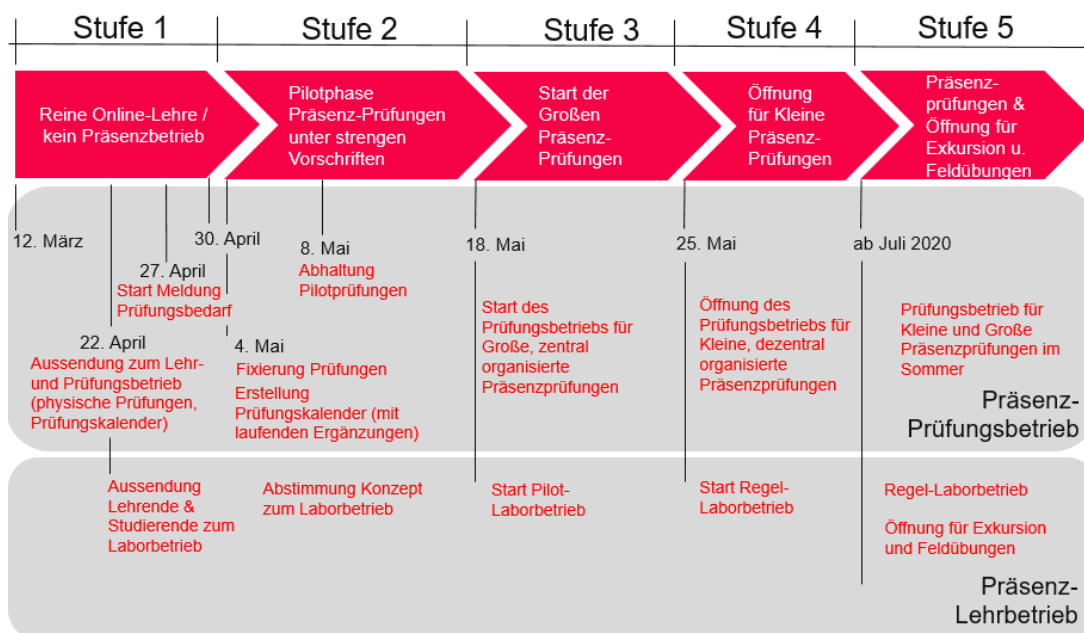 Stufe 1
Stufe 2
Stufe 3
Stufe 4
Stufe 5
Reine Online-Lehre /
kein Präsenzbetrieb
Pilotphase
Präsenz-Prüfungen
unter strengen
Vorschriften
Start der
Großen
Präsenz-
Prüfungen
Öffnung
für Kleine
Präsenz-
Prüfungen
Präsenz-
prüfungen &
Öffnung für
Exkursion u.
Feldübungen
12. März
30. April
27. April
Start Meldung
Prüfungsbedarf
22. April
Aussendung zum Lehr-
und Prüfungsbetrieb
(physische Prüfungen,
Prüfungskalender)
8. Mai
Abhaltung
Pilotprüfungen
4. Mai
Fixierung Prüfungen
Erstellung
Prüfungskalender (mit
laufenden Ergänzungen)
18. Mai
Start des
Prüfungsbetriebs für
Große, zentral
organisierte
Präsenzprüfungen
25. Mai
Öffnung des
Prüfungsbetriebs für
Kleine, dezentral
organisierte
Präsenzprüfungen
ab Juli 2020
Prüfungsbetrieb für
Kleine und Große
Präsenzprüfungen im
Sommer
Präsenz-
Prüfungsbetrieb
Aussendung
Lehrende &
Studierende zum
Laborbetrieb
Abstimmung Konzept
zum Laborbetrieb
Start Pilot-
Laborbetrieb
Start Regel-
Laborbetrieb
Regel-Laborbetrieb
Öffnung für Exkursion
und Feldübungen
Präsenz-
Lehrbetrieb